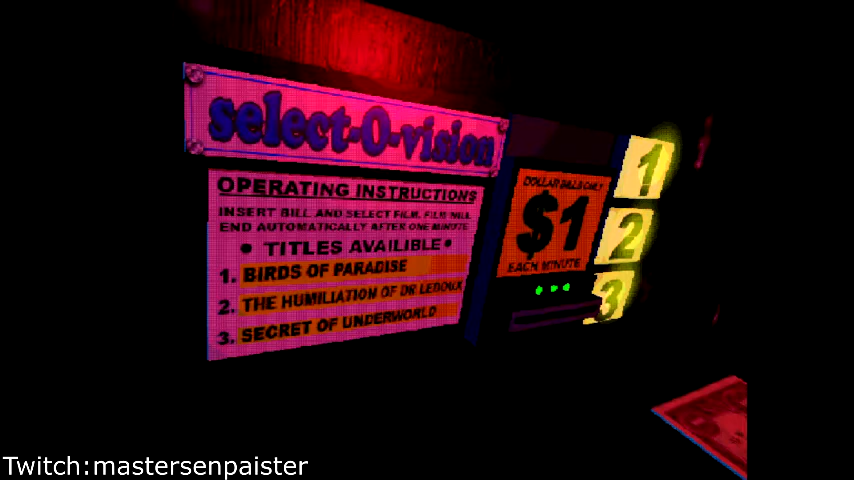 select-O-vision
OPERATING INSTRUCTIONS
INSERT BILL AND SELECT FILM. FILM WILL
END AUTOMATICALLY AFTER ONE MINUTE
• TITLES AVAILIBLE •
1. BIRDS OF PARADISE
2. THE HUMILIATION OF DR LEDOUX
3. SECRET OF UNDERWORLD
DOLLAR BILLS ONLY
$1
EACH MINUTE
1
2
3
Twitch:mastersenpaister